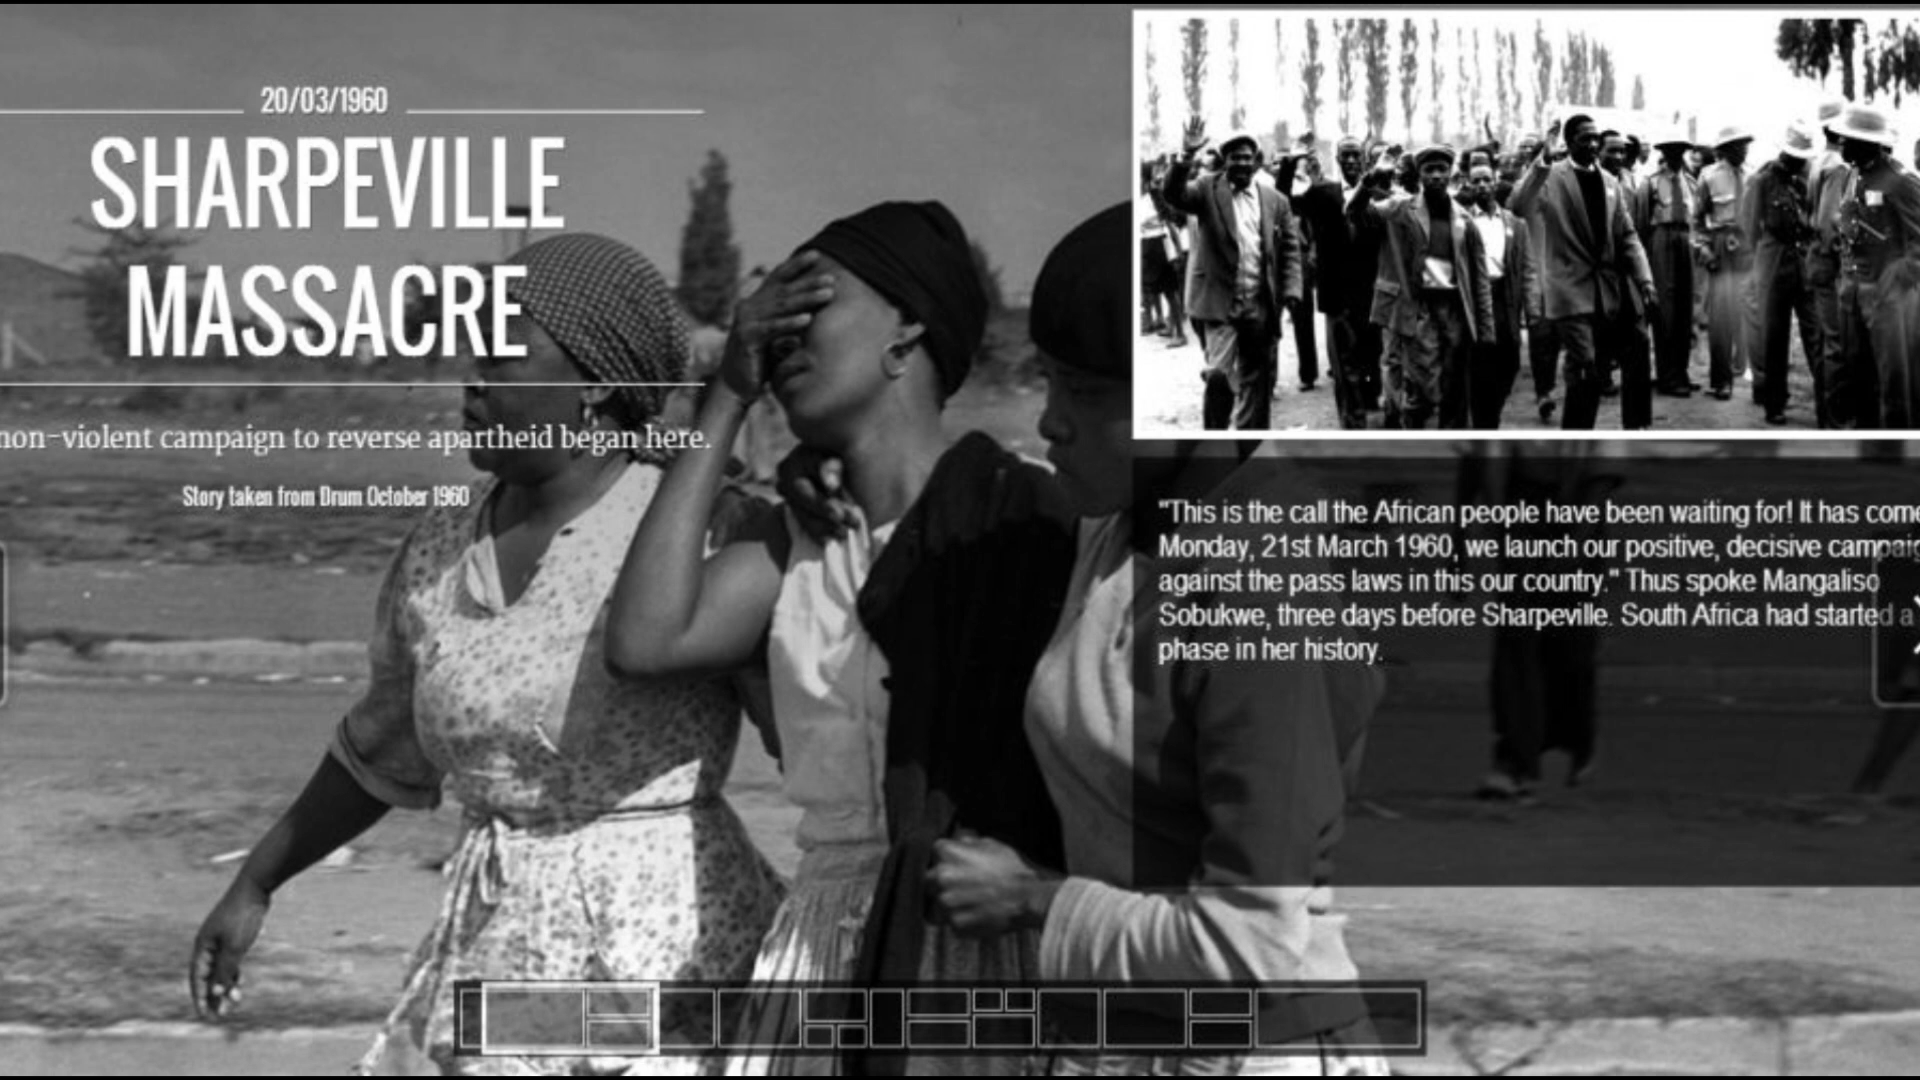 20/03/1960
SHARPEVILLE
MASSACRE
non-violent campaign to reverse apartheid began here.
Story taken from Drum October 1960
"This is the call the African people have been waiting for! It has come
Monday, 21st March 1960, we launch our positive, decisive campaig
against the pass laws in this our country." Thus spoke Mangaliso
Sobukwe, three days before Sharpeville. South Africa had started a
phase in her history.